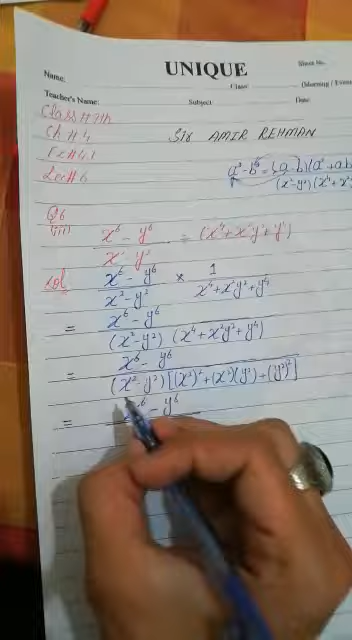 UNIQUE
Name:
Class:
(Morning / Even
Teacher's Name:
Subject
Date:
Class # 9th
Ch # 4
Sir AMIR REHMAN
Ex # 4.1
Lec # 6
a³ - b³ = (a-b)(a² + ab
(x²-y²)(x⁴+x²
Q6
(iii) x⁶ - y⁶ / x² - y² ÷ (x⁴+x²y²+y⁴)
Sol x⁶ - y⁶ / x² - y² × 1 / x⁴+x²y²+y⁴
= x⁶ - y⁶ / (x²-y²) (x⁴+x²y²+y⁴)
= x⁶ - y⁶ / (x²-y²)[(x²)²+(x²)(y²)+(y²)²]
= x⁶ - y⁶